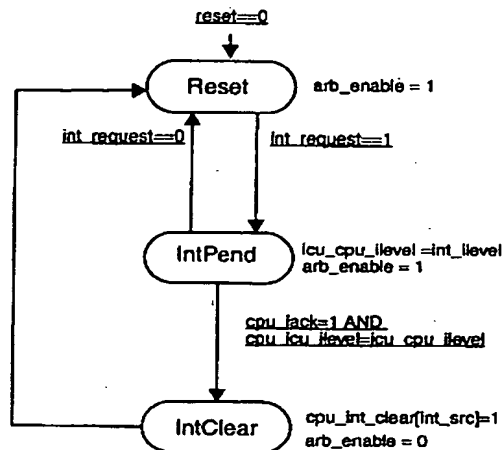 reset==0
Reset
arb_enable = 1
int_request==0
int_request==1
IntPend
icu_cpu_ilevel =int_ilevel
arb_enable = 1
cpu_iack=1 AND
cpu_icu_ilevel=icu_cpu_ilevel
IntClear
cpu_int_clear[int_src]=1
arb_enable = 0